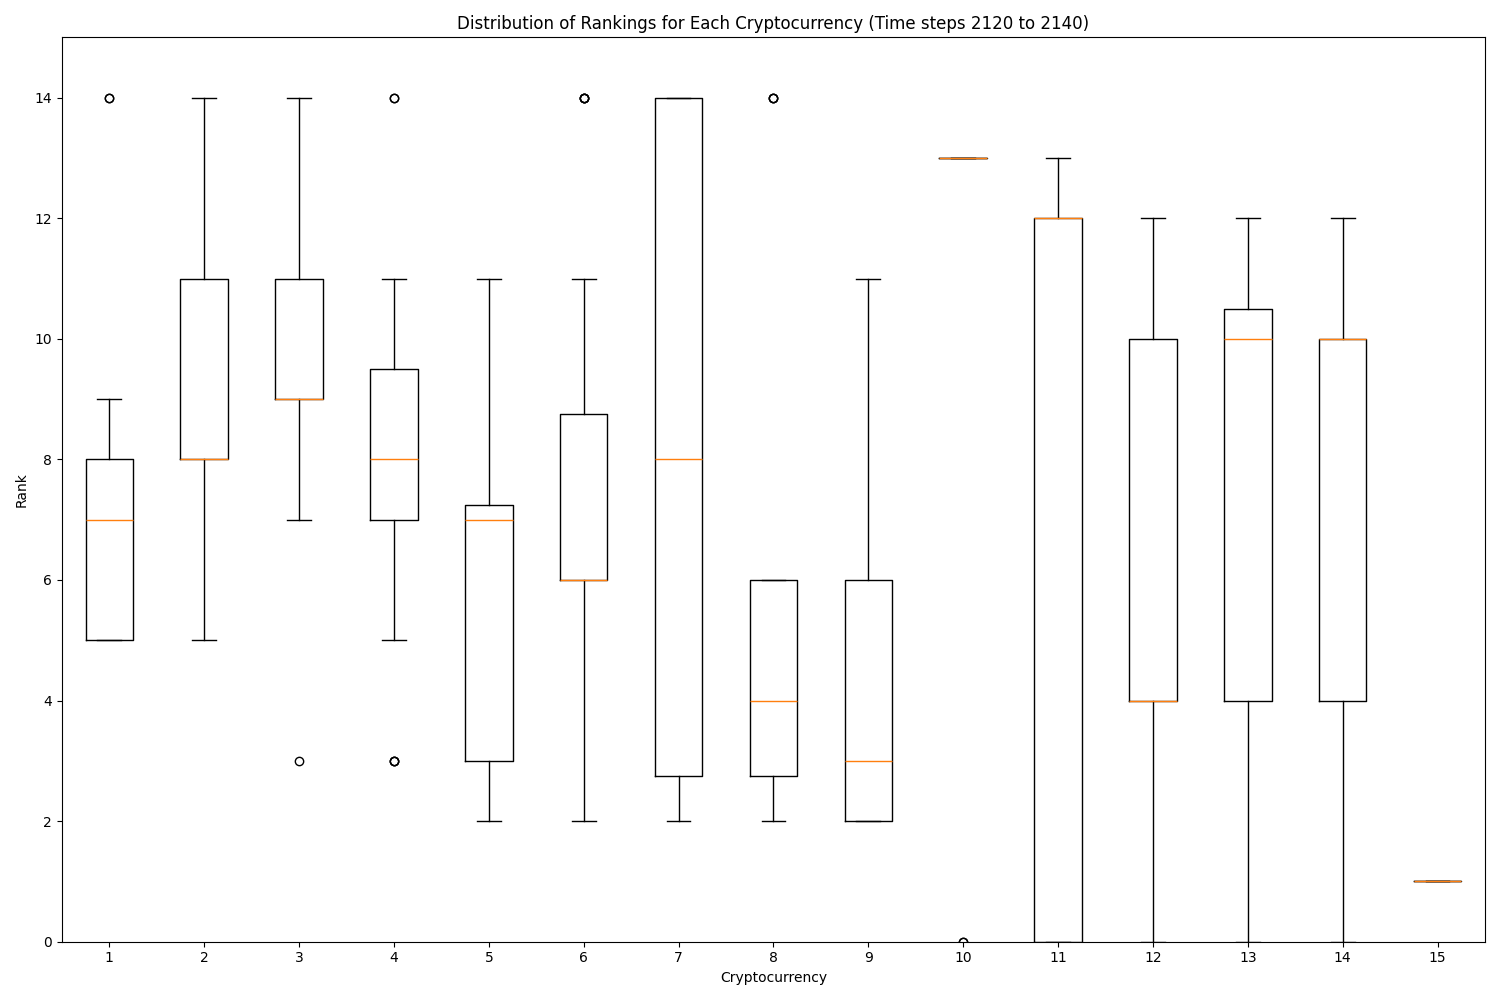 Distribution of Rankings for Each Cryptocurrency (Time steps 2120 to 2140)
Rank
14
12
10
8
6
4
2
0
1 2 3 4 5 6 7 8 9 10 11 12 13 14 15
Cryptocurrency